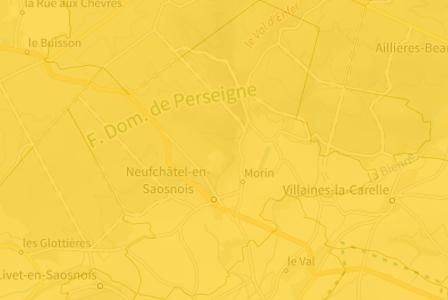 la Rue aux Chèvres
le Buisson
le Val d'Enfer
Aillières-Beau
F. Dom. de Perseigne
Neufchâtel-en-
Saosnois
Morin
la Bienne
Villaines-la-Carelle
les Glottières
le Val
Livet-en-Saosnois